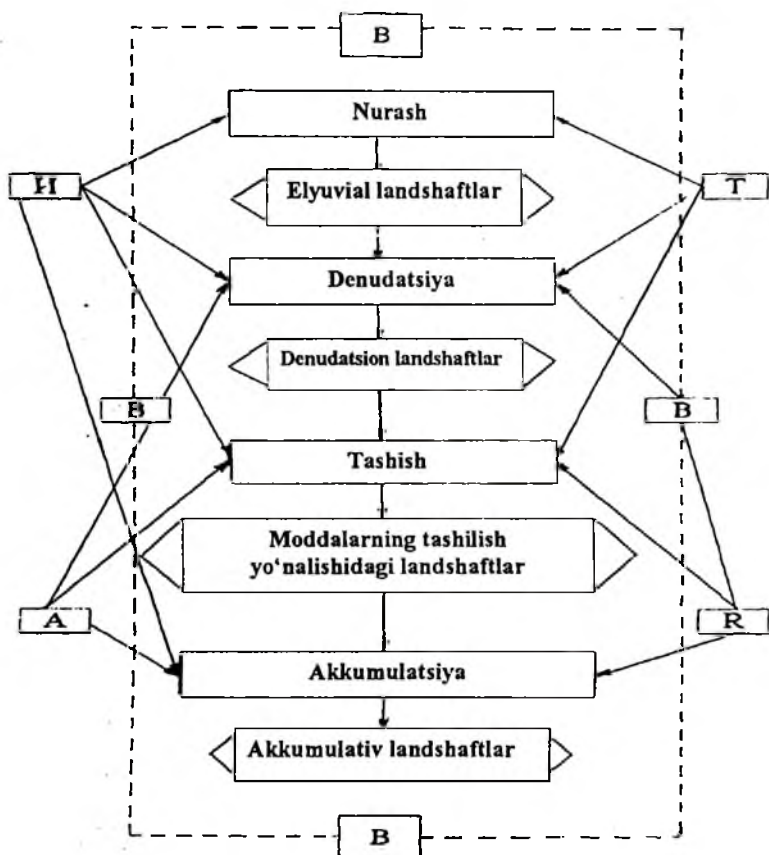 B
Nurash
H
T
Elyuvial landshaftlar
Denudatsiya
Denudatsion landshaftlar
B
B
Tashish
Moddalarning tashilish
yo‘nalishidagi landshaftlar
A
R
Akkumulatsiya
Akkumulativ landshaftlar
B